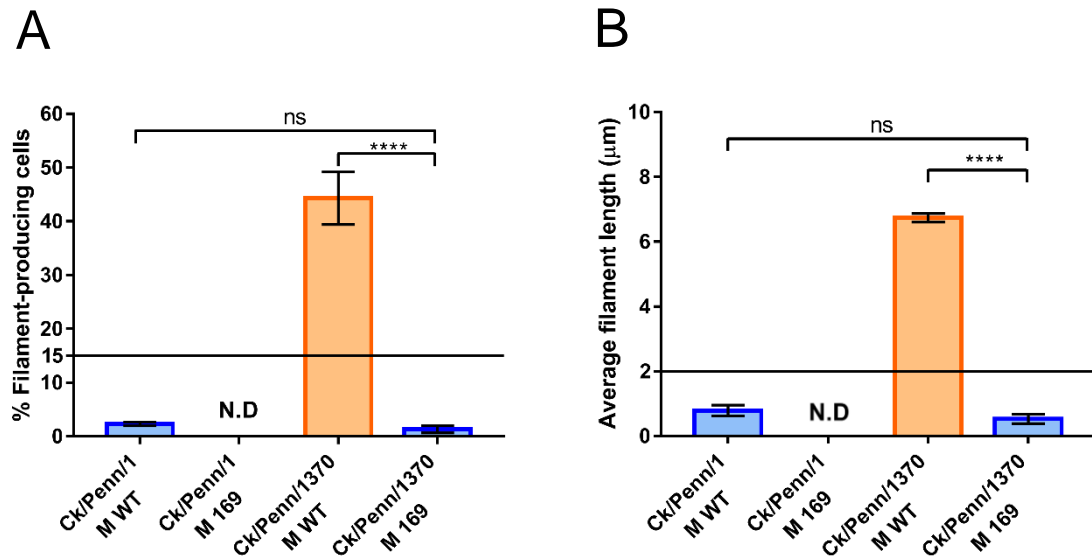 A
% Filament-producing cells
60
50
40
30
20
15
10
0
ns
****
N.D
Ck/Penn/1
M WT
Ck/Penn/1
M 169
Ck/Penn/1370
M WT
Ck/Penn/1370
M 169
B
Average filament length (μm)
10
8
6
4
2
0
ns
****
N.D
Ck/Penn/1
M WT
Ck/Penn/1
M 169
Ck/Penn/1370
M WT
Ck/Penn/1370
M 169